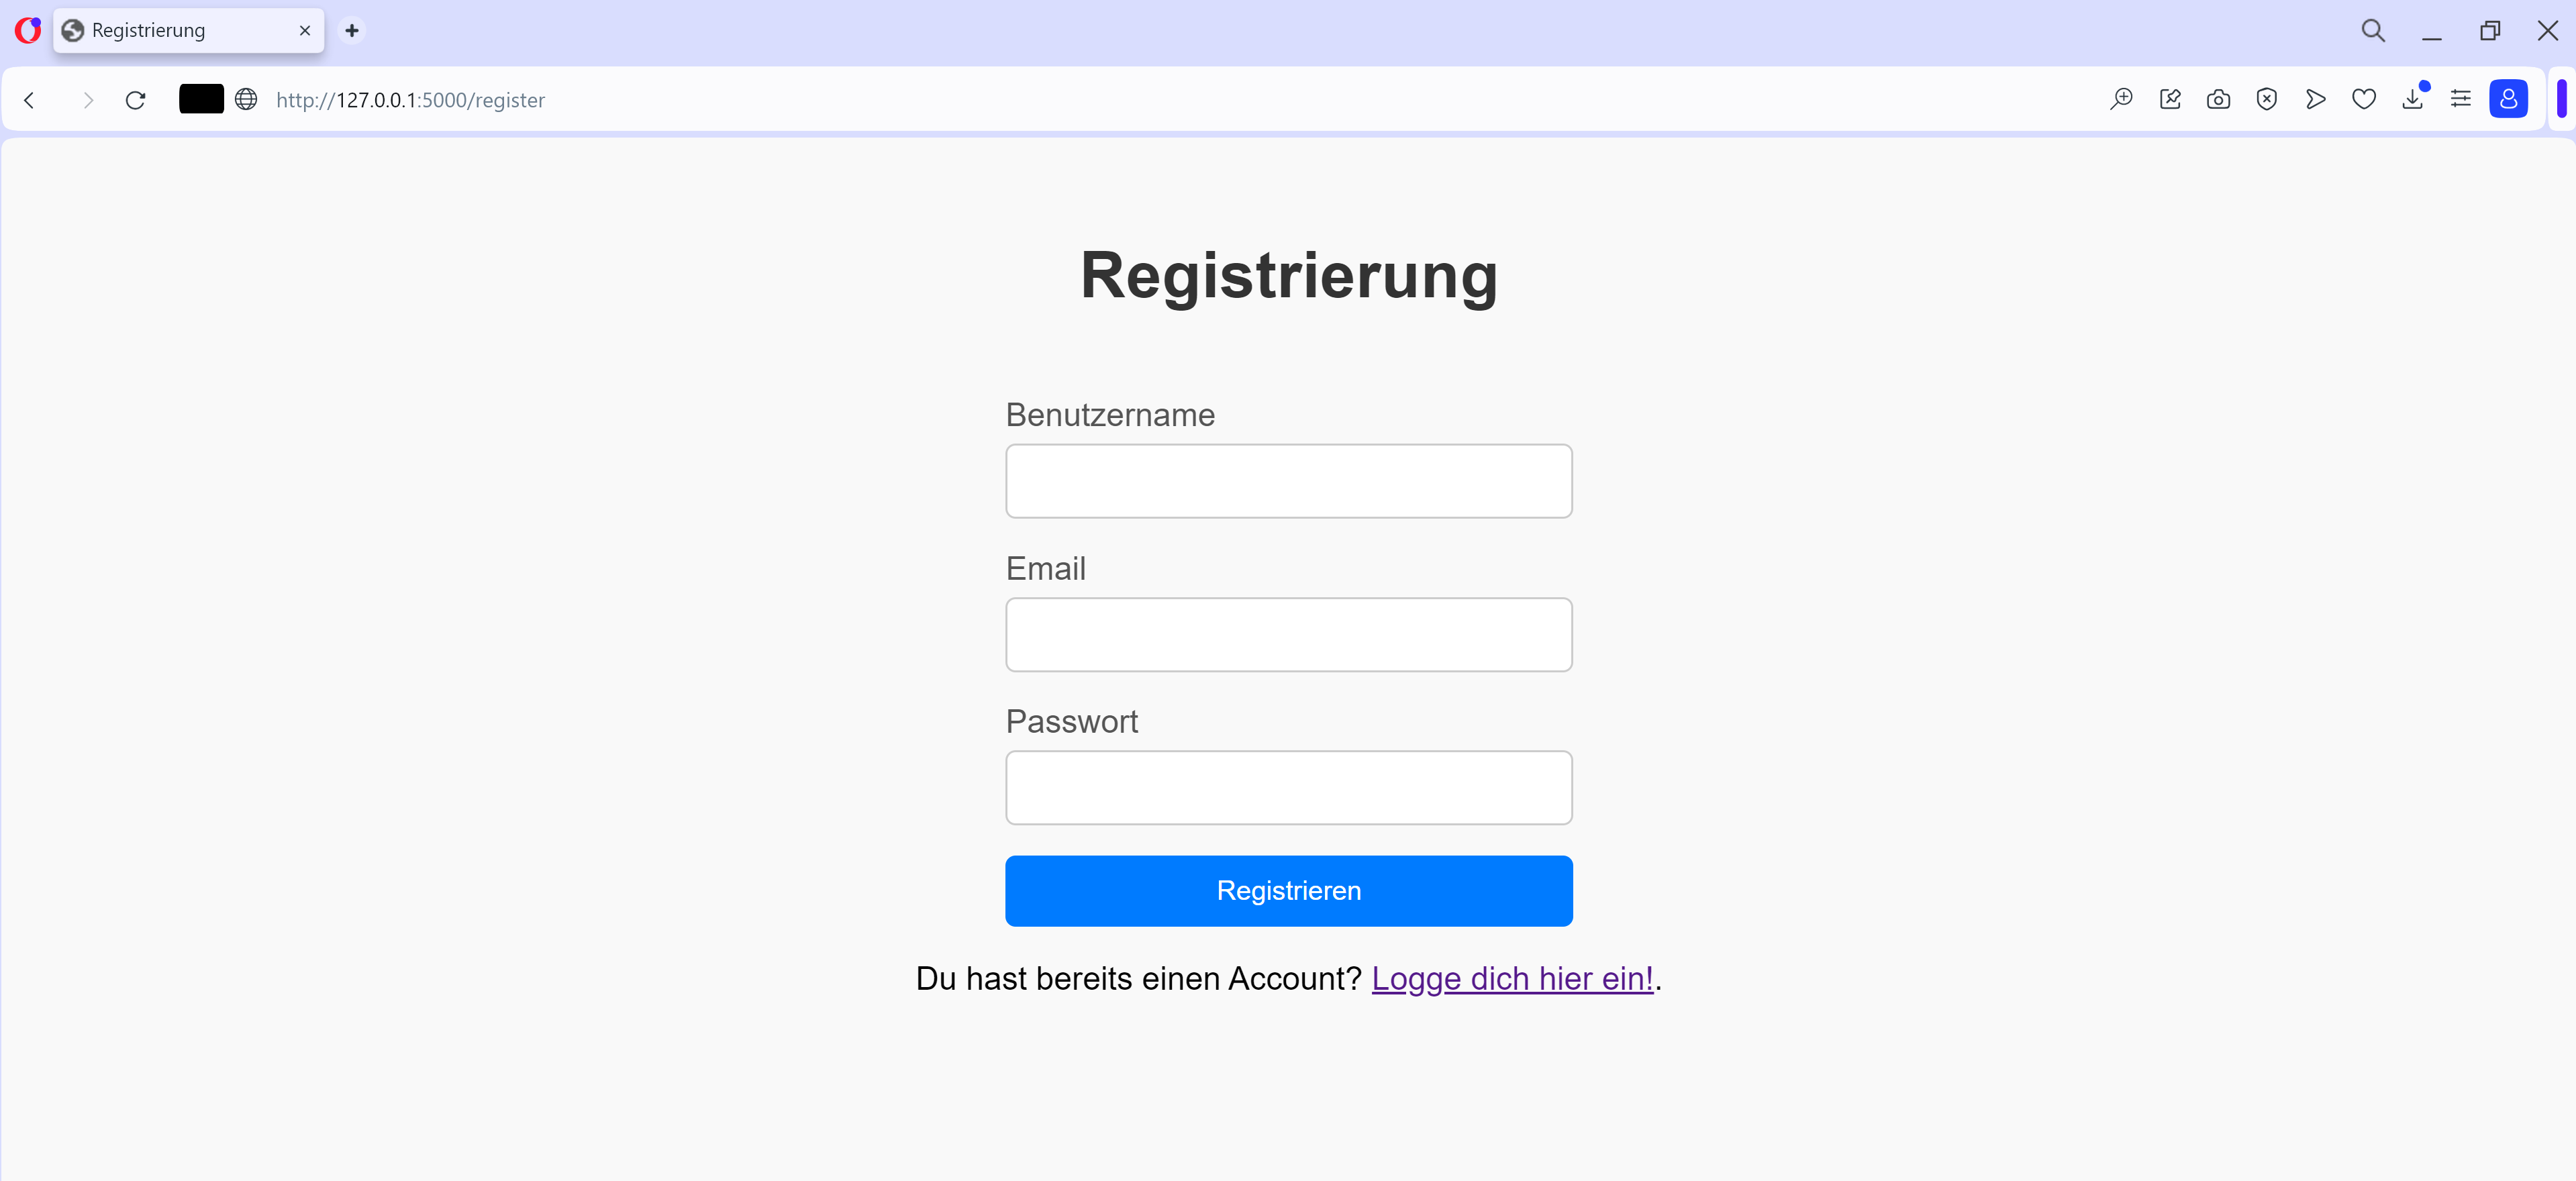 Registrierung
http://127.0.0.1:5000/register
Registrierung
Benutzername
Email
Passwort
Registrieren
Du hast bereits einen Account? Logge dich hier ein!.